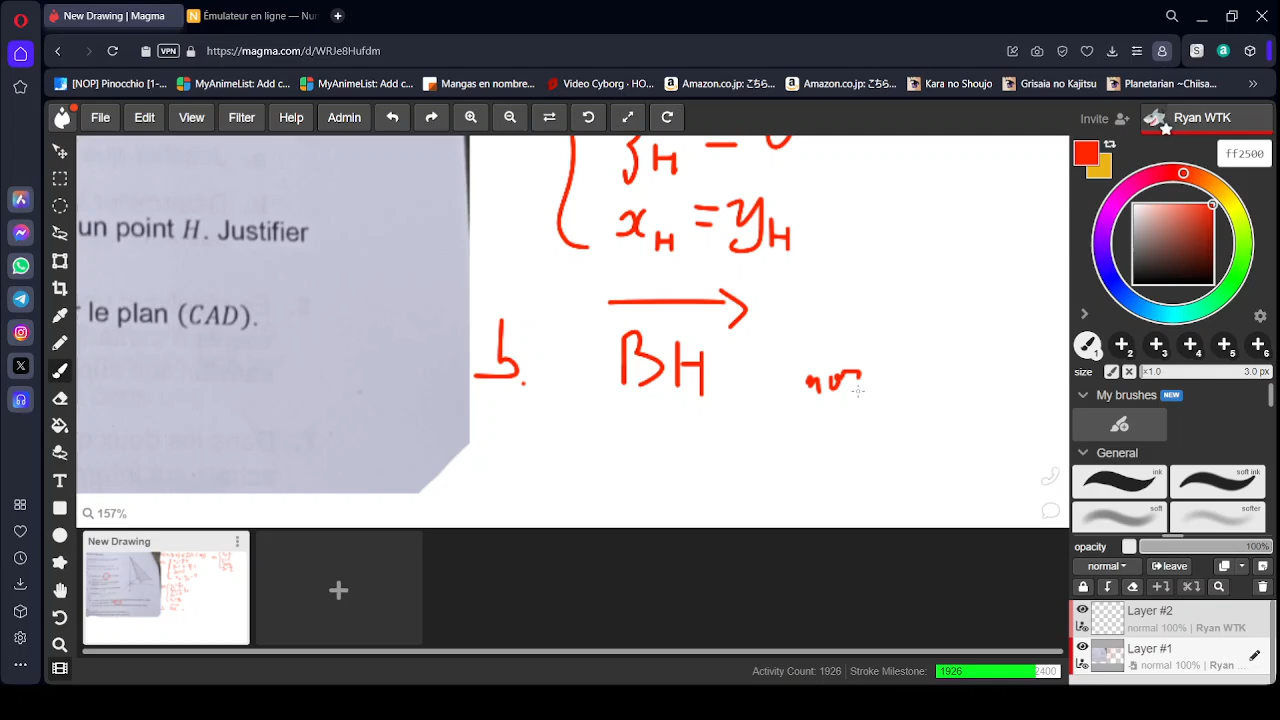 New Drawing | Magma
Émulateur en ligne — Nu
VPN
https://magma.com/d/WRJe8Hufdm
[NOP] Pinocchio [1-...
MyAnimeList: Add c...
MyAnimeList: Add c...
Mangas en nombre...
Video Cyborg · HO...
Amazon.co.jp: こちら...
Amazon.co.jp: こちら...
Kara no Shoujo
Grisaia no Kajitsu
Planetarian ~Chiisa...
File
Edit
View
Filter
Help
Admin
Invite
Ryan WTK
ff2500
un point H. Justifier
x_H = y_H
le plan (CAD).
b. BH
nor
157%
size
×1.0
3.0 px
My brushes
NEW
General
ink
soft ink
soft
softer
opacity
100%
normal
leave
New Drawing
Layer #2
normal 100% | Ryan WTK
Layer #1
normal 100% | Ryan ...
Activity Count: 1926
Stroke Milestone:
1926
2400